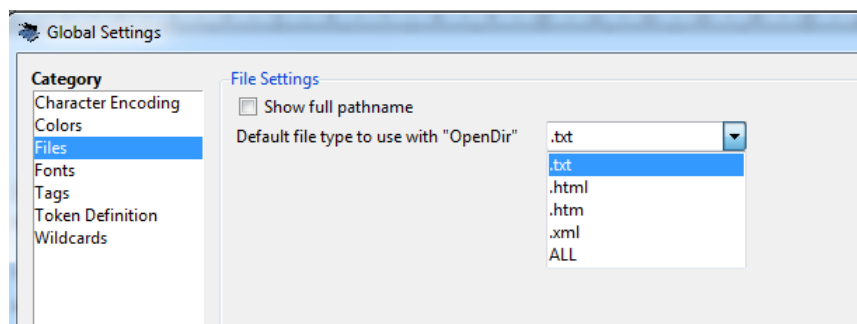 Global Settings
Category
Character Encoding
Colors
Files
Fonts
Tags
Token Definition
Wildcards
File Settings
Show full pathname
Default file type to use with "OpenDir" .txt
.txt
.html
.htm
.xml
ALL